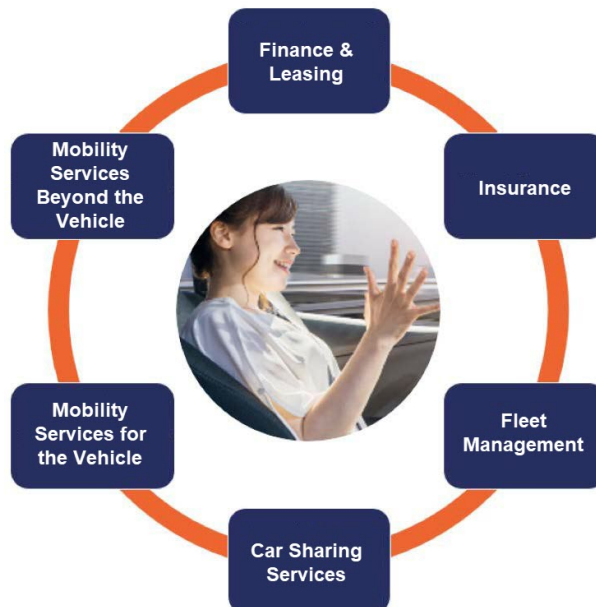 Finance &
Leasing
Insurance
Fleet
Management
Car Sharing
Services
Mobility
Services for
the Vehicle
Mobility
Services
Beyond the
Vehicle